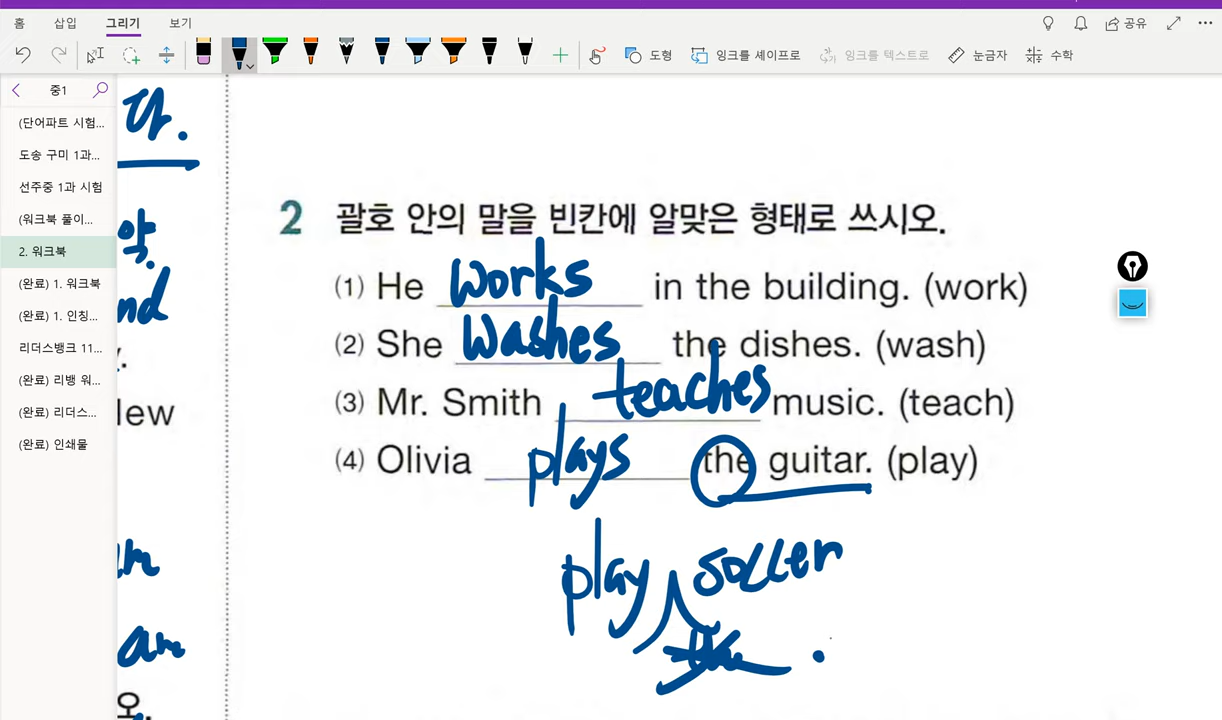 홈 삽입 그리기 보기
공유
도형 잉크를 셰이프로 잉크를 텍스트로 눈금자 수학
중1
(단어파트 시험...
도송 구미 1과...
선주중 1과 시험
(워크북 풀이...
2. 워크북
(완료) 1. 워크북
(완료) 1. 인칭...
리더스뱅크 11...
(완료) 리뱅 워...
(완료) 리더스...
(완료) 인쇄물
다.
약.
nd
lew
am
오.
2 괄호 안의 말을 빈칸에 알맞은 형태로 쓰시오.
(1) He works in the building. (work)
(2) She washes the dishes. (wash)
(3) Mr. Smith teaches music. (teach)
(4) Olivia plays the guitar. (play)
play soccer
the